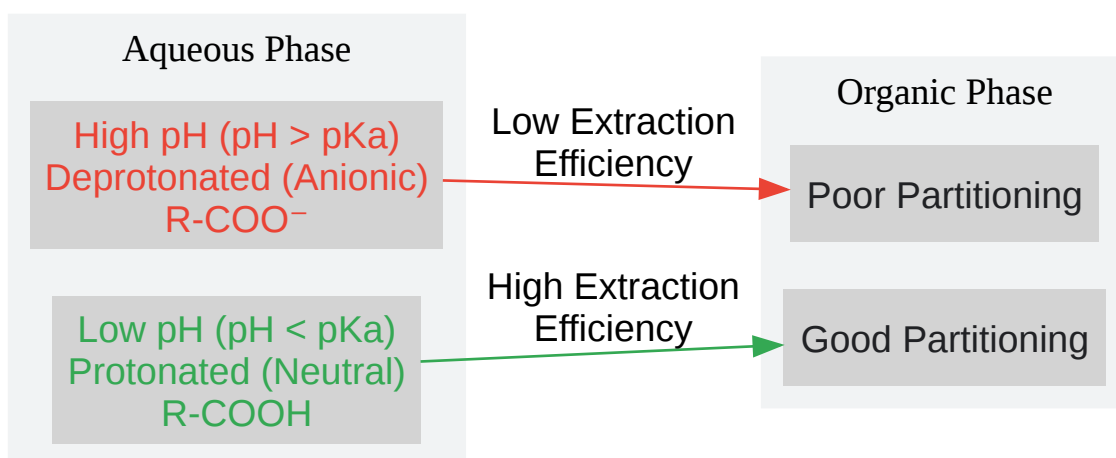 Aqueous Phase
High pH (pH > pKa)
Deprotonated (Anionic)
R-COO⁻
Low pH (pH < pKa)
Protonated (Neutral)
R-COOH
Low Extraction
Efficiency
High Extraction
Efficiency
Organic Phase
Poor Partitioning
Good Partitioning